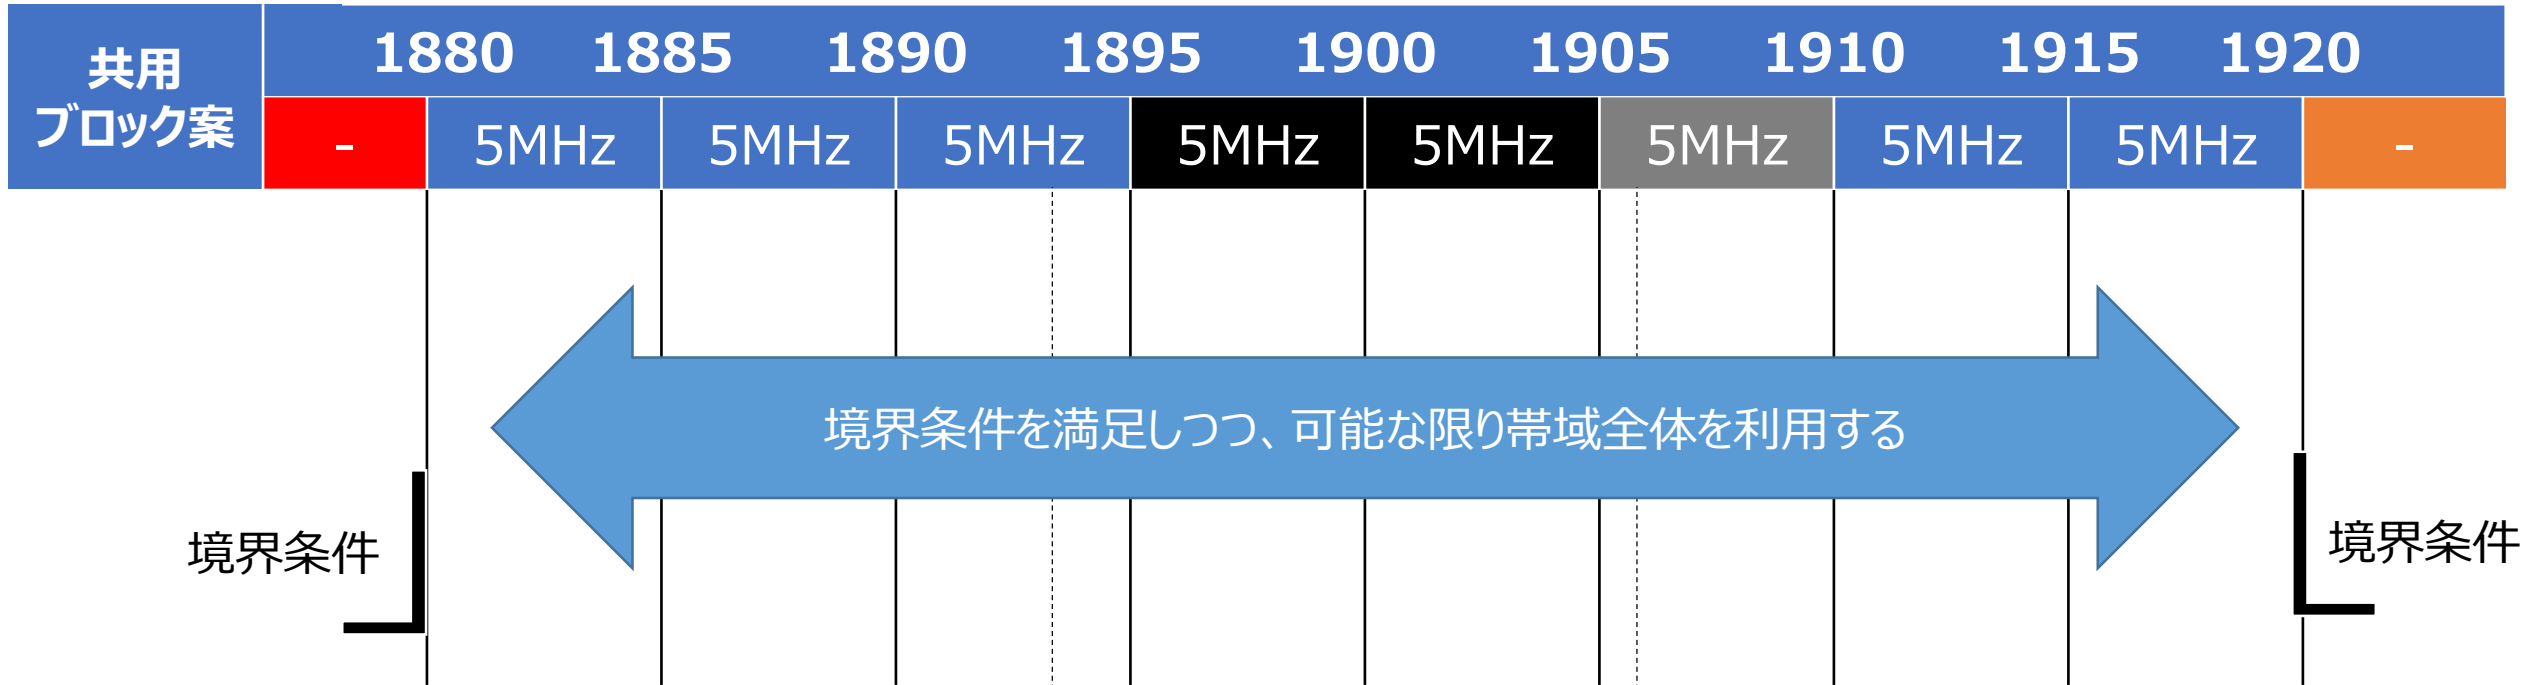 共用
ブロック案
1880 1885 1890 1895 1900 1905 1910 1915 1920
- 5MHz 5MHz 5MHz 5MHz 5MHz 5MHz 5MHz 5MHz -
境界条件を満足しつつ、可能な限り帯域全体を利用する
境界条件
境界条件